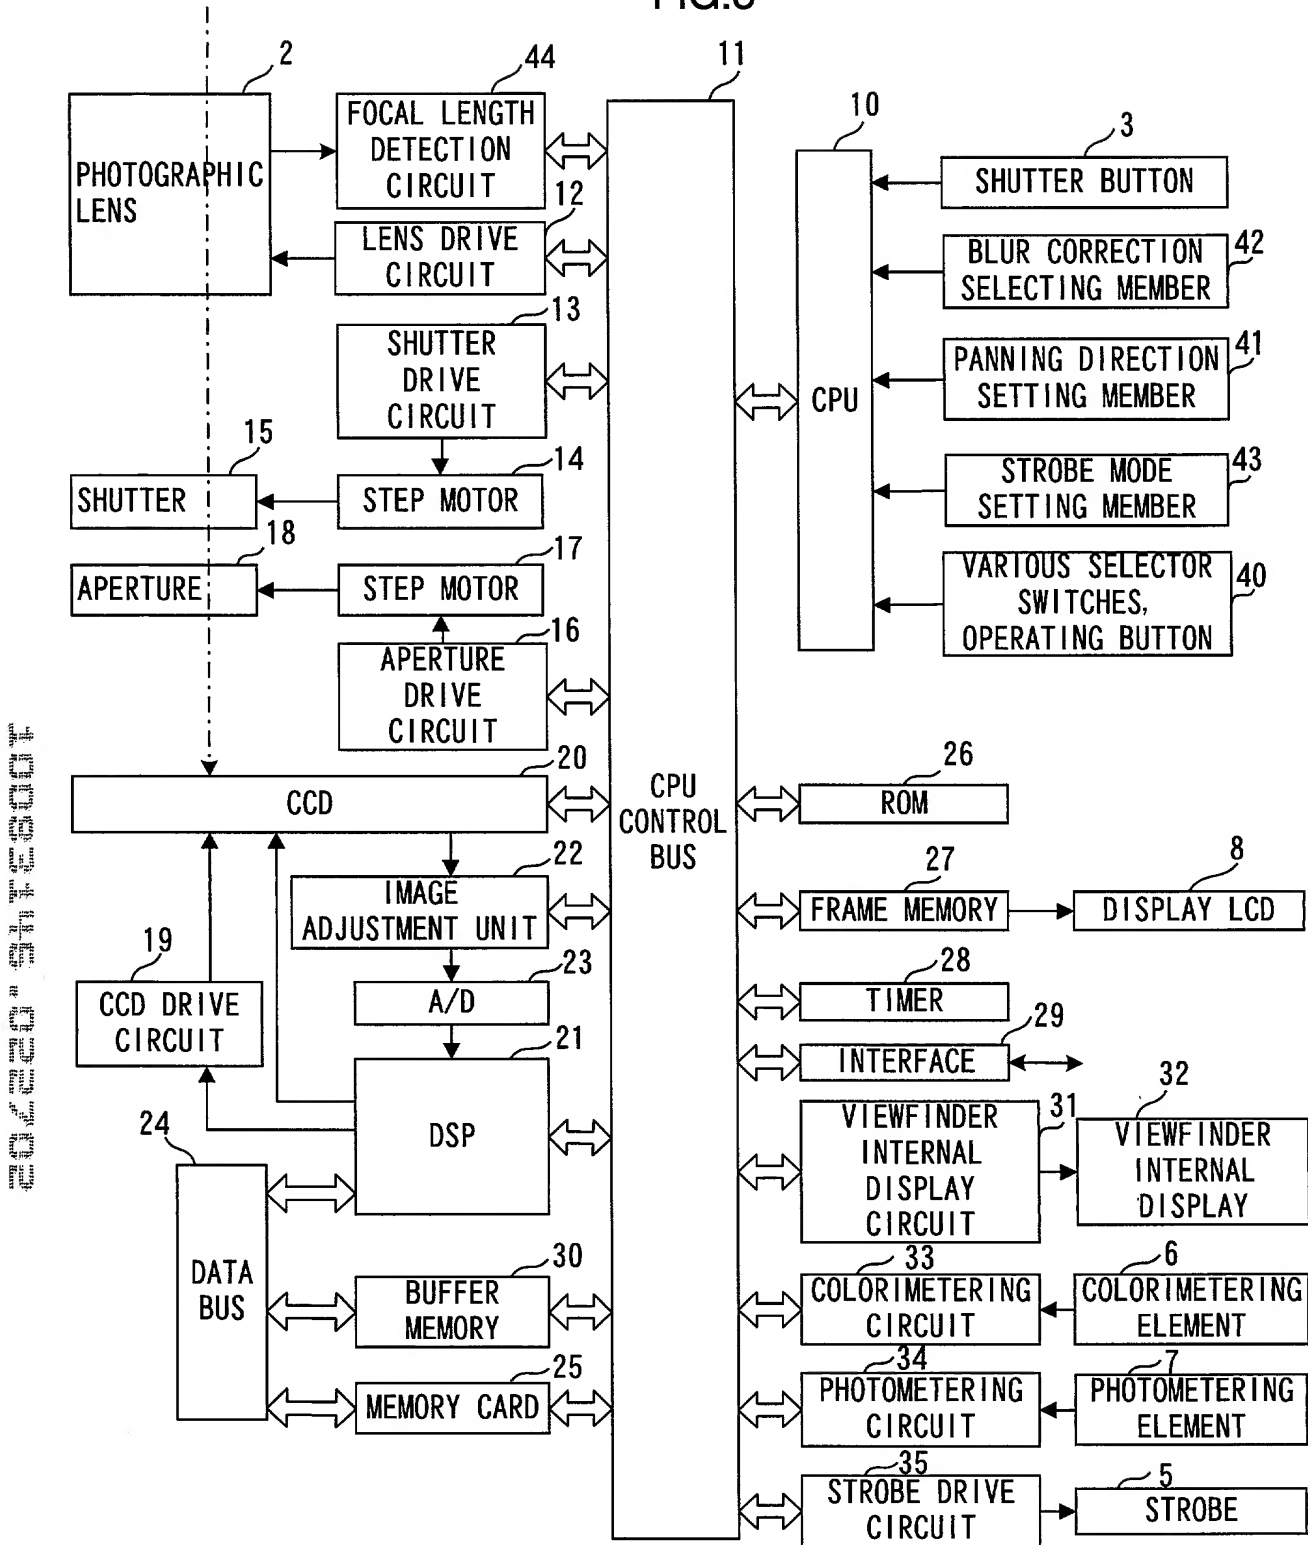 2
44
11
PHOTOGRAPHIC
LENS
FOCAL LENGTH
DETECTION
CIRCUIT
10
3
SHUTTER BUTTON
12
LENS DRIVE
CIRCUIT
BLUR CORRECTION
SELECTING MEMBER
42
13
SHUTTER
DRIVE
CIRCUIT
PANNING DIRECTION
SETTING MEMBER
41
CPU
15
SHUTTER
14
STEP MOTOR
STROBE MODE
SETTING MEMBER
43
18
APERTURE
17
STEP MOTOR
VARIOUS SELECTOR
SWITCHES,
OPERATING BUTTON
40
16
APERTURE
DRIVE
CIRCUIT
20
CCD
CPU
CONTROL
BUS
26
ROM
22
IMAGE
ADJUSTMENT UNIT
27
FRAME MEMORY
8
DISPLAY LCD
19
CCD DRIVE
CIRCUIT
23
A/D
28
TIMER
21
DSP
29
INTERFACE
24
DATA
BUS
31
VIEWFINDER
INTERNAL
DISPLAY
CIRCUIT
32
VIEWFINDER
INTERNAL
DISPLAY
30
BUFFER
MEMORY
33
COLORIMETERING
CIRCUIT
6
COLORIMETERING
ELEMENT
25
MEMORY CARD
34
PHOTOMETERING
CIRCUIT
7
PHOTOMETERING
ELEMENT
35
STROBE DRIVE
CIRCUIT
5
STROBE